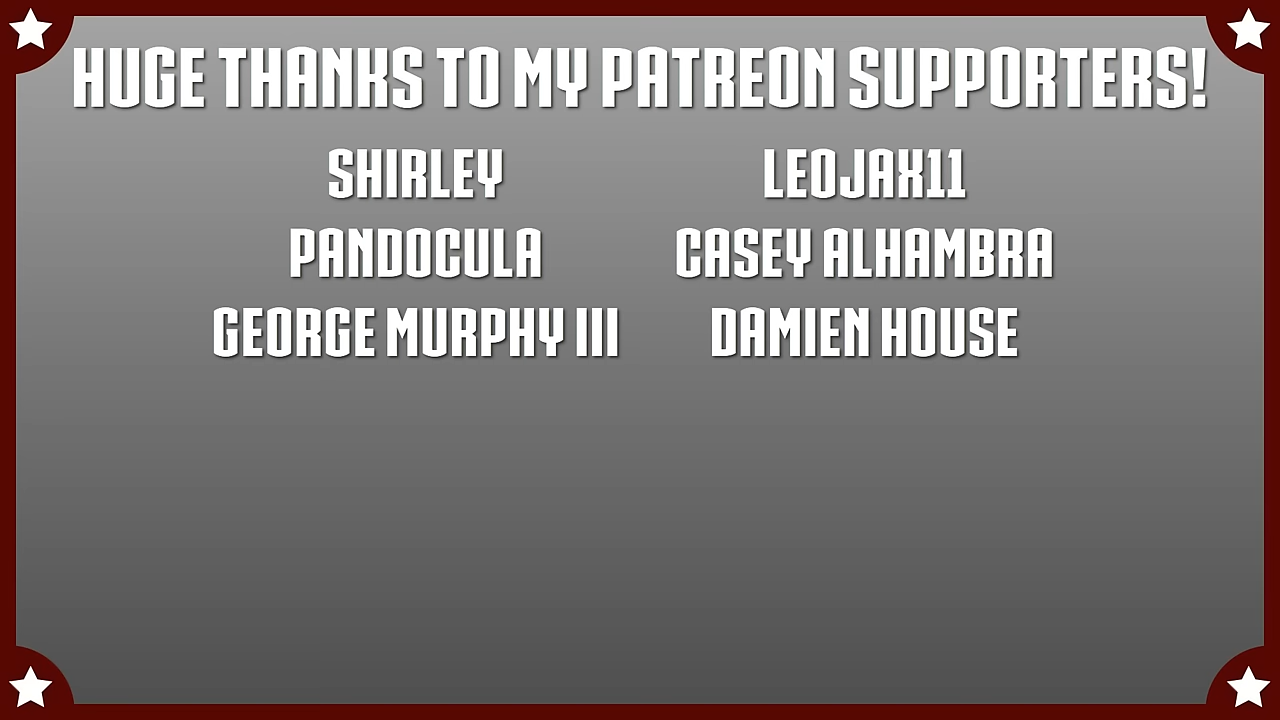 HUGE THANKS TO MY PATREON SUPPORTERS!
SHIRLEY LEOJAX11
PANDOCULA CASEY ALHAMBRA
GEORGE MURPHY III DAMIEN HOUSE